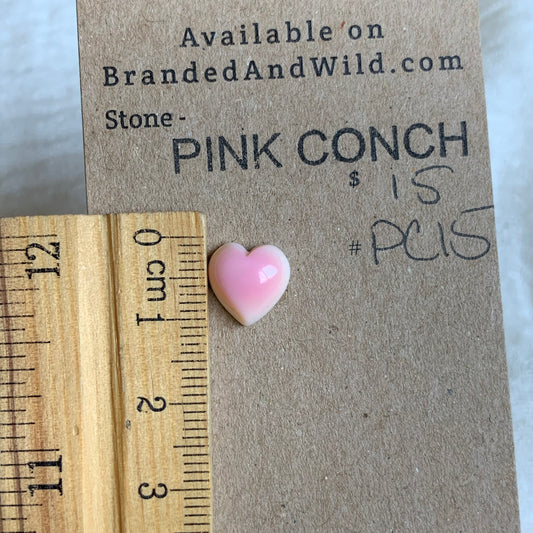 Available on
BrandedAndWild.com
Stone -
PINK CONCH
$ 15
# PC15
12
11
0 cm
1
2
3